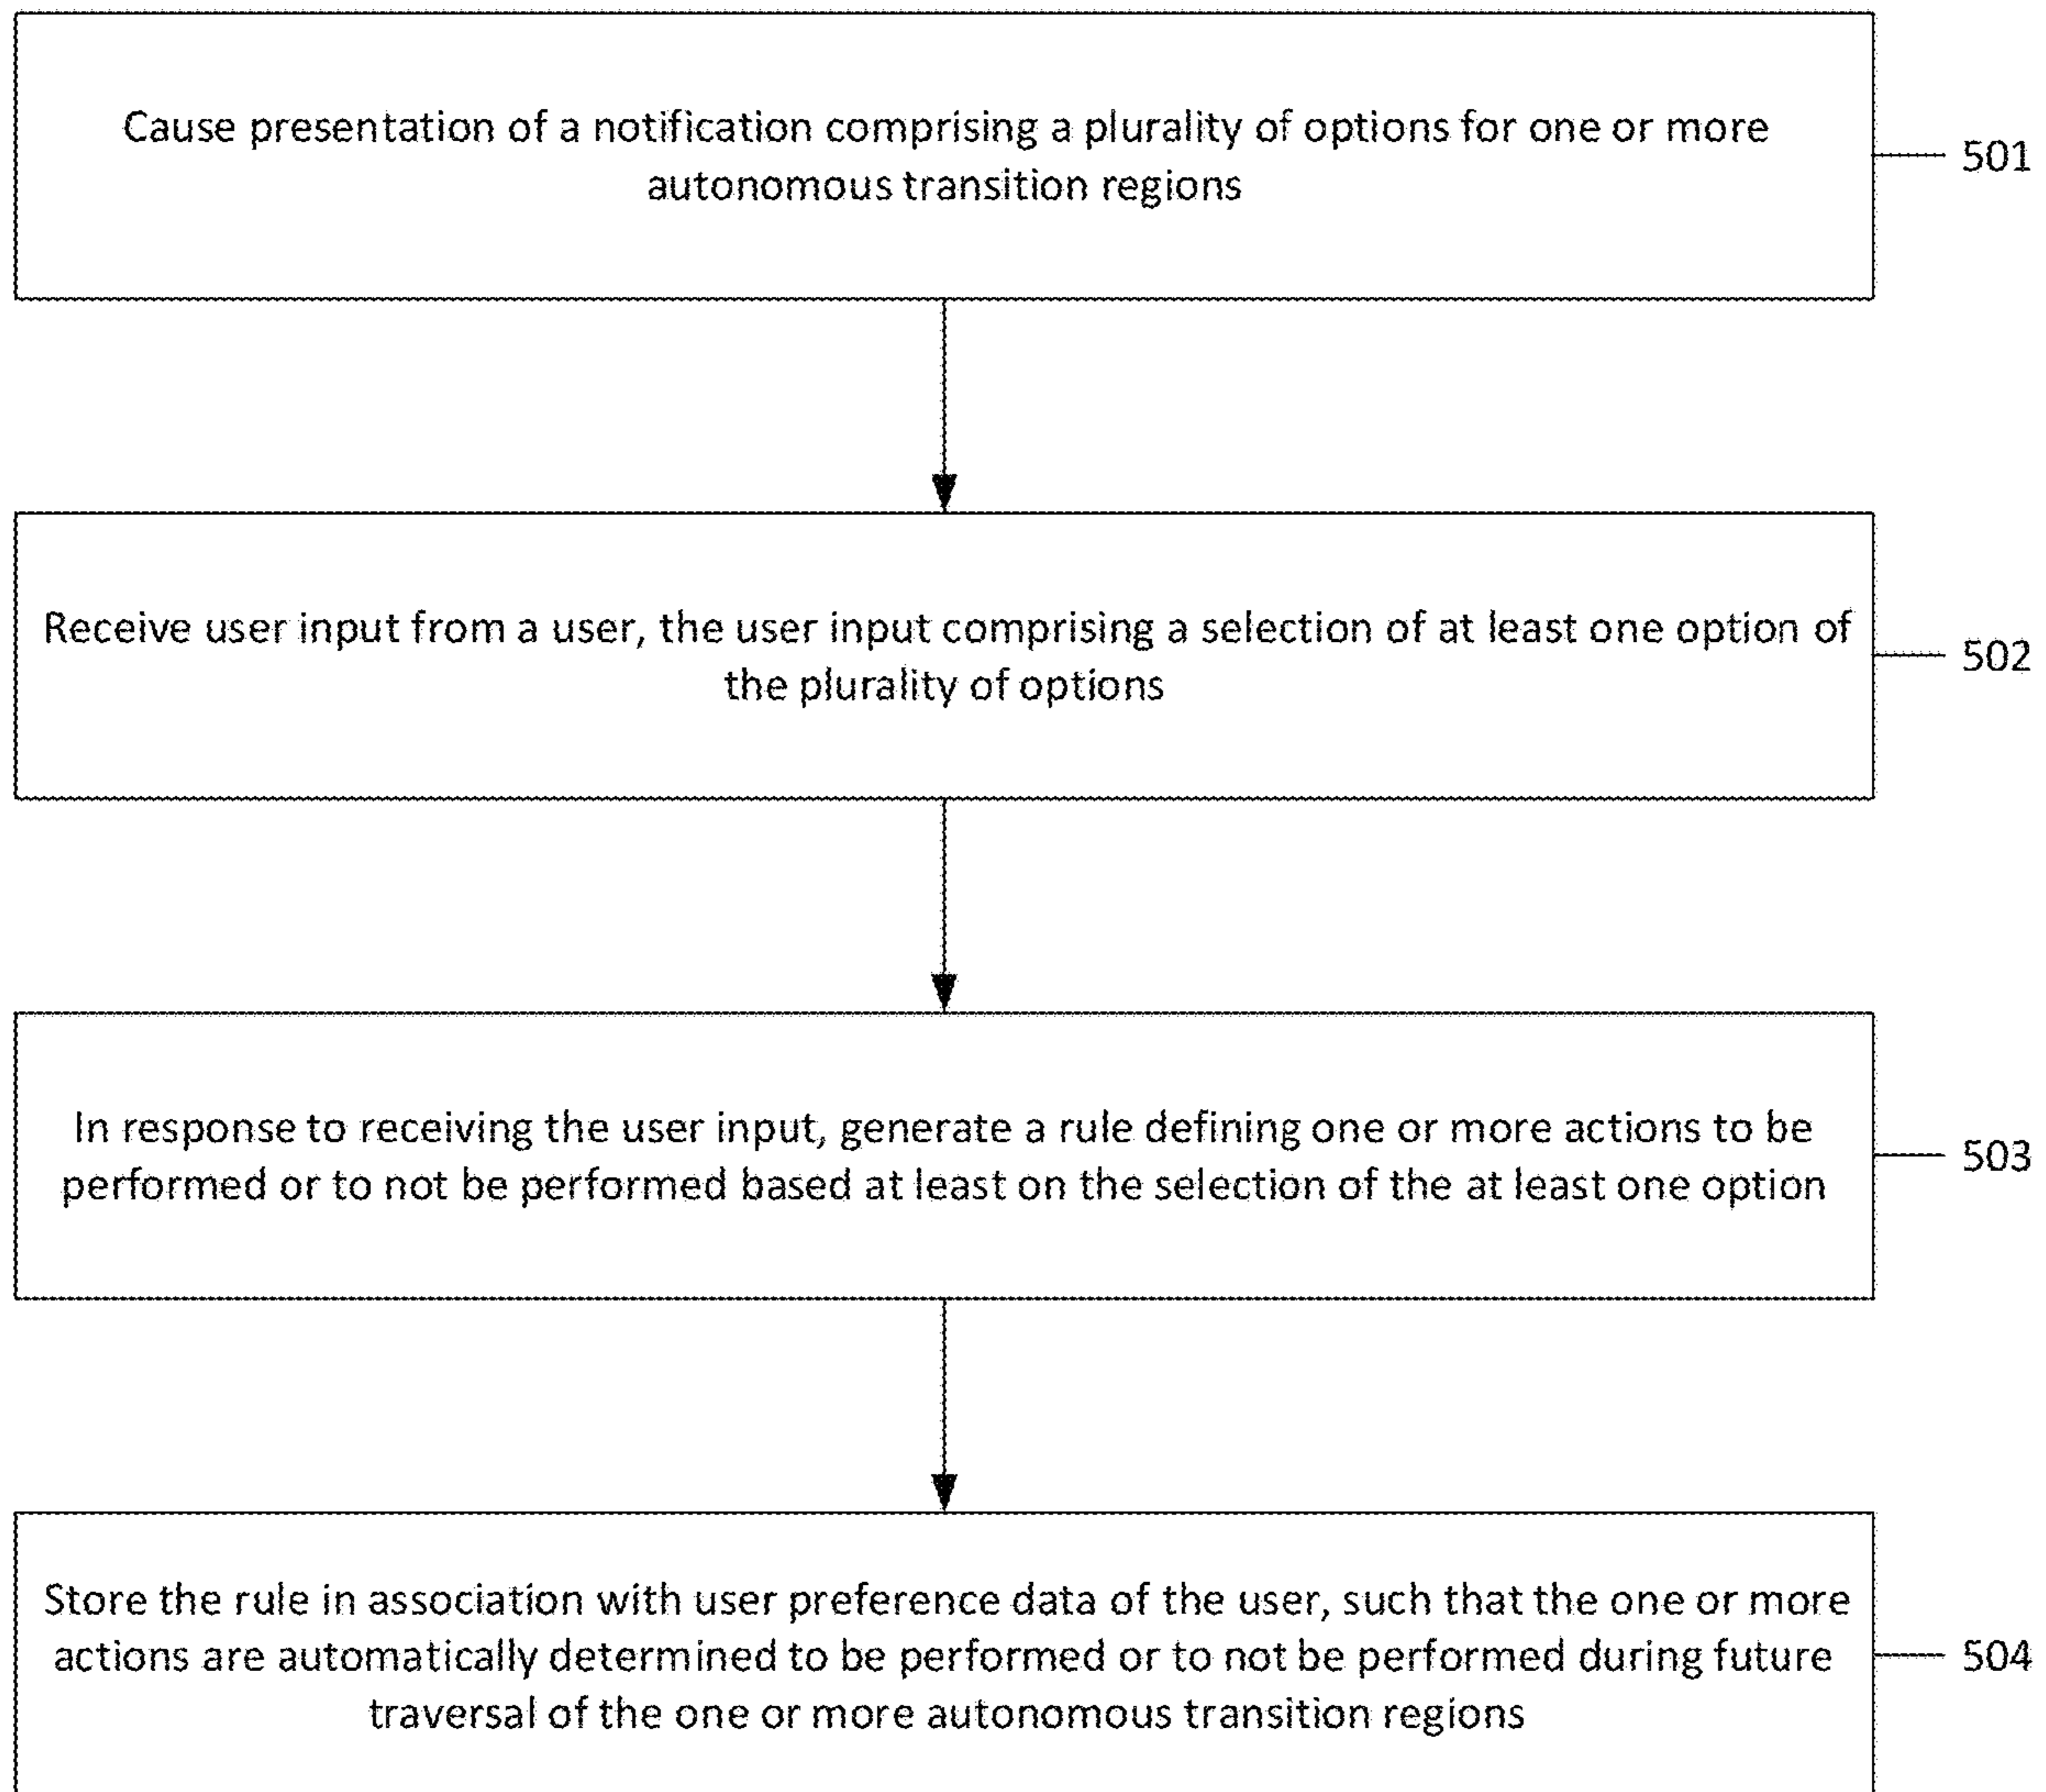 Cause presentation of a notification comprising a plurality of options for one or more
autonomous transition regions
501
Receive user input from a user, the user input comprising a selection of at least one option of
the plurality of options
502
In response to receiving the user input, generate a rule defining one or more actions to be
performed or to not be performed based at least on the selection of the at least one option
503
Store the rule in association with user preference data of the user, such that the one or more
actions are automatically determined to be performed or to not be performed during future
traversal of the one or more autonomous transition regions
504